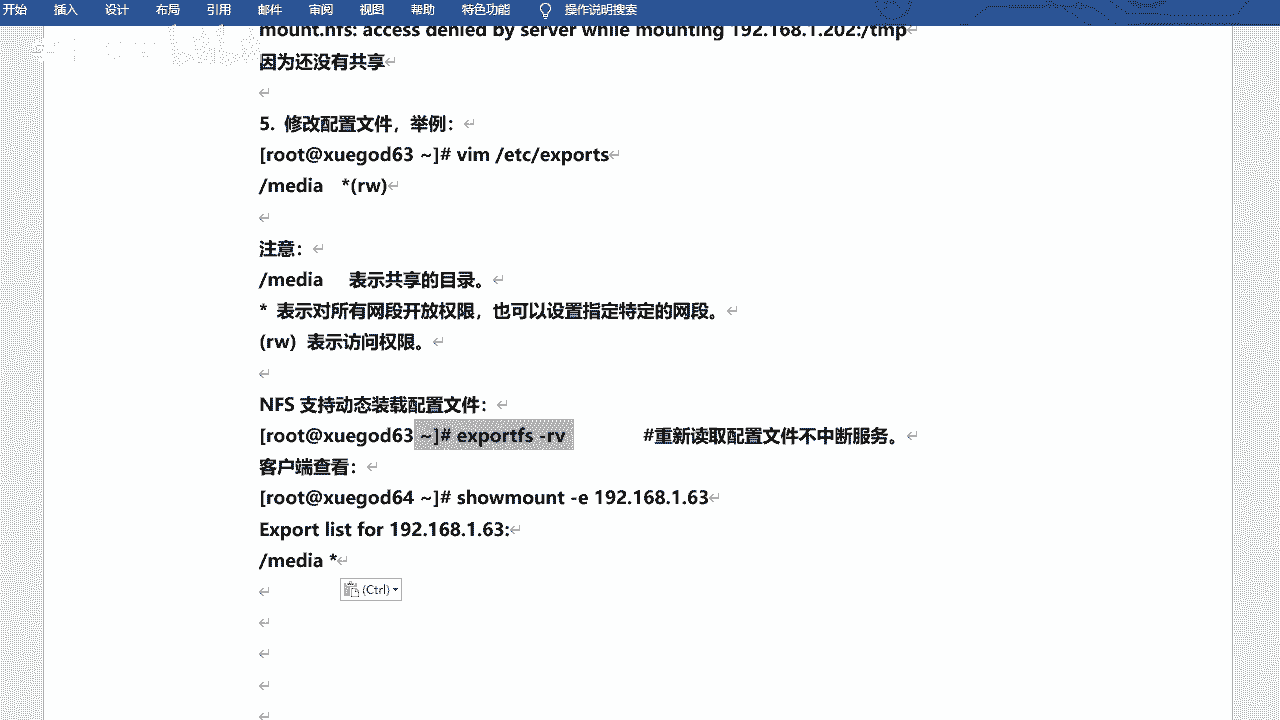 开始 插入 设计 布局 引用 邮件 审阅 视图 帮助 特色功能 操作说明搜索
mount.nfs: access denied by server while mounting 192.168.1.202:/tmp
因为还没有共享
5. 修改配置文件，举例：
[root@xuegod63 ~]# vim /etc/exports
/media *(rw)
注意：
/media 表示共享的目录。
* 表示对所有网段开放权限，也可以设置指定特定的网段。
(rw) 表示访问权限。
NFS 支持动态装载配置文件：
[root@xuegod63 ~]# exportfs -rv #重新读取配置文件不中断服务。
客户端查看：
[root@xuegod64 ~]# showmount -e 192.168.1.63
Export list for 192.168.1.63:
/media *
(Ctrl)